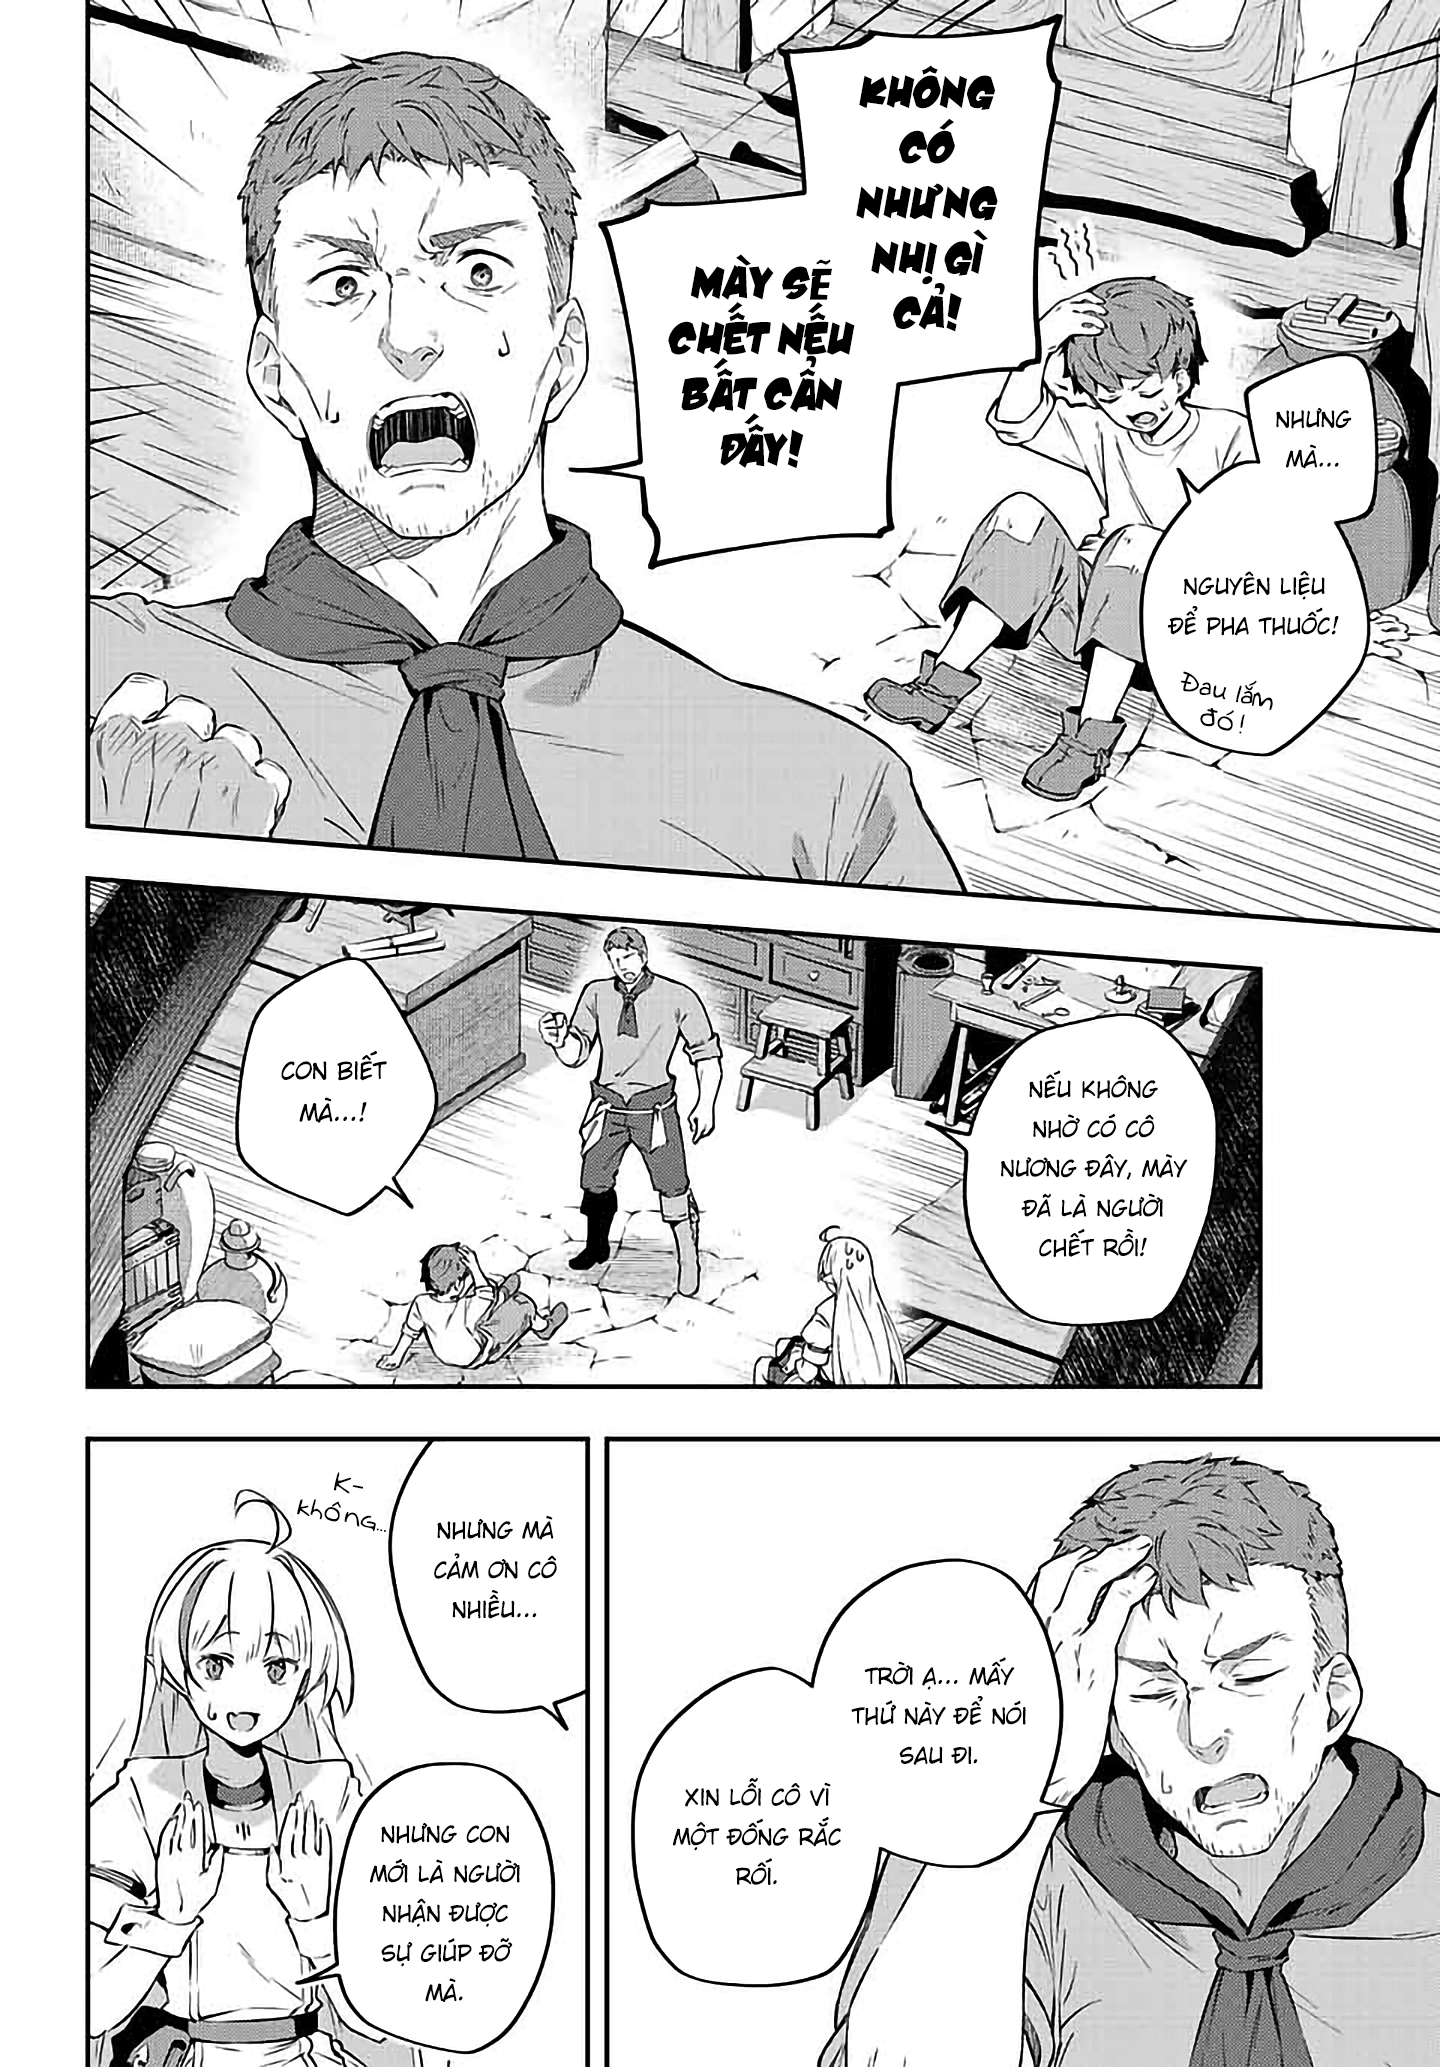 NHƯNG
MÀ...
NGUYÊN LIỆU
ĐỂ PHA THUỐC!
Đau lắm
đó!
KHÔNG
CÓ
NHƯNG
NHỊ GÌ
CẢ!
MÀY SẼ
CHẾT NẾU
BẤT CẨN
ĐẤY!
NẾU KHÔNG
NHỜ CÓ CÔ
NƯƠNG ĐÂY, MÀY
ĐÃ LÀ NGƯỜI
CHẾT RỒI!
CON BIẾT
MÀ...!
TRỜI Ạ... MẤY
THỨ NÀY ĐỂ NÓI
SAU ĐI.
XIN LỖI CÔ VÌ
MỘT ĐỐNG RẮC
RỐI.
NHƯNG MÀ
CẢM ƠN CÔ
NHIỀU...
K-
không...
NHƯNG CON
MỚI LÀ NGƯỜI
NHẬN ĐƯỢC
SỰ GIÚP ĐỠ
MÀ.